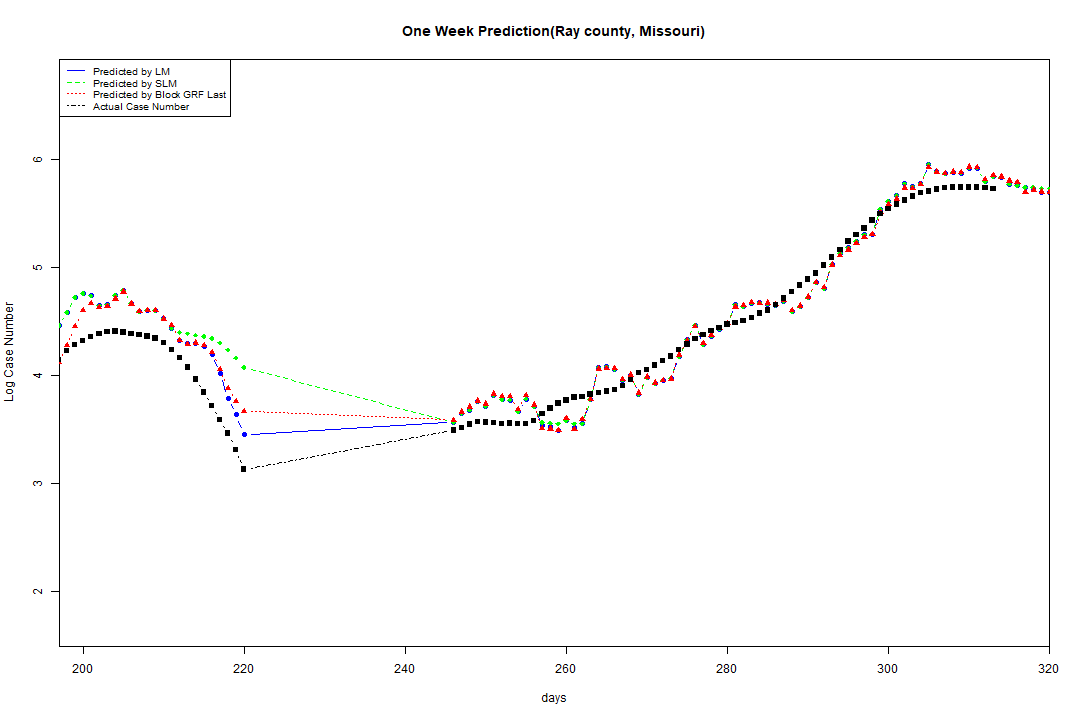 One Week Prediction(Ray county, Missouri)
Predicted by LM
Predicted by SLM
Predicted by Block GRF Last
Actual Case Number
Log Case Number
6
5
4
3
2
200 220 240 260 280 300 320
days